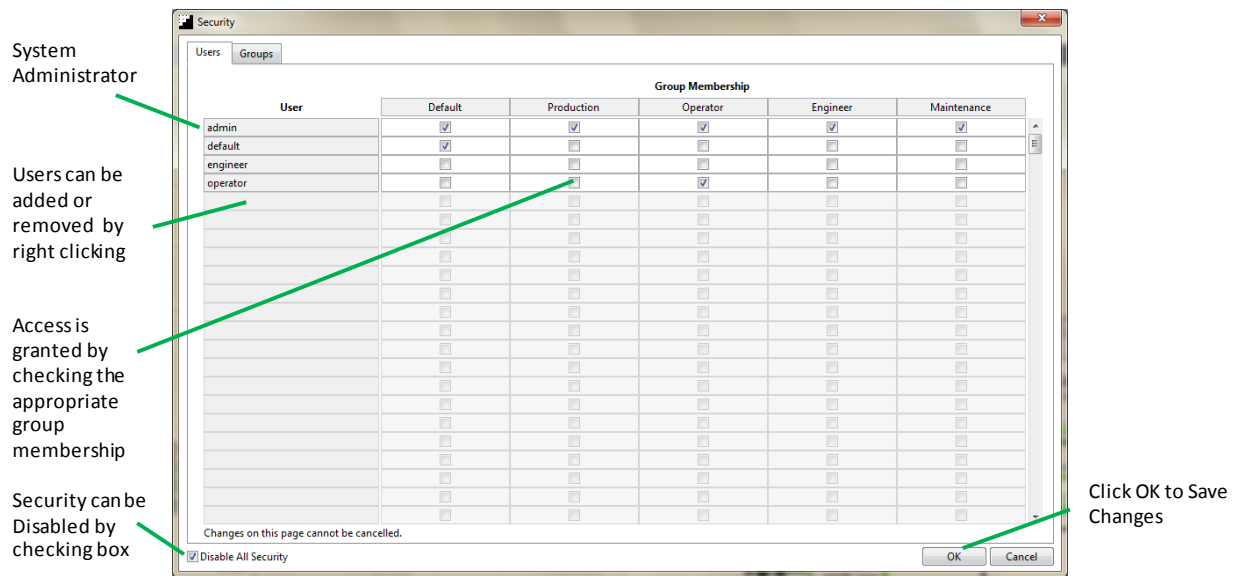 Security
Users Groups
System
Administrator
Group Membership
User Default Production Operator Engineer Maintenance
admin
default
engineer
operator
Users can be
added or
removed by
right clicking
Access is
granted by
checking the
appropriate
group
membership
Security can be
Disabled by
checking box
Click OK to Save
Changes
Changes on this page cannot be cancelled.
Disable All Security
OK Cancel